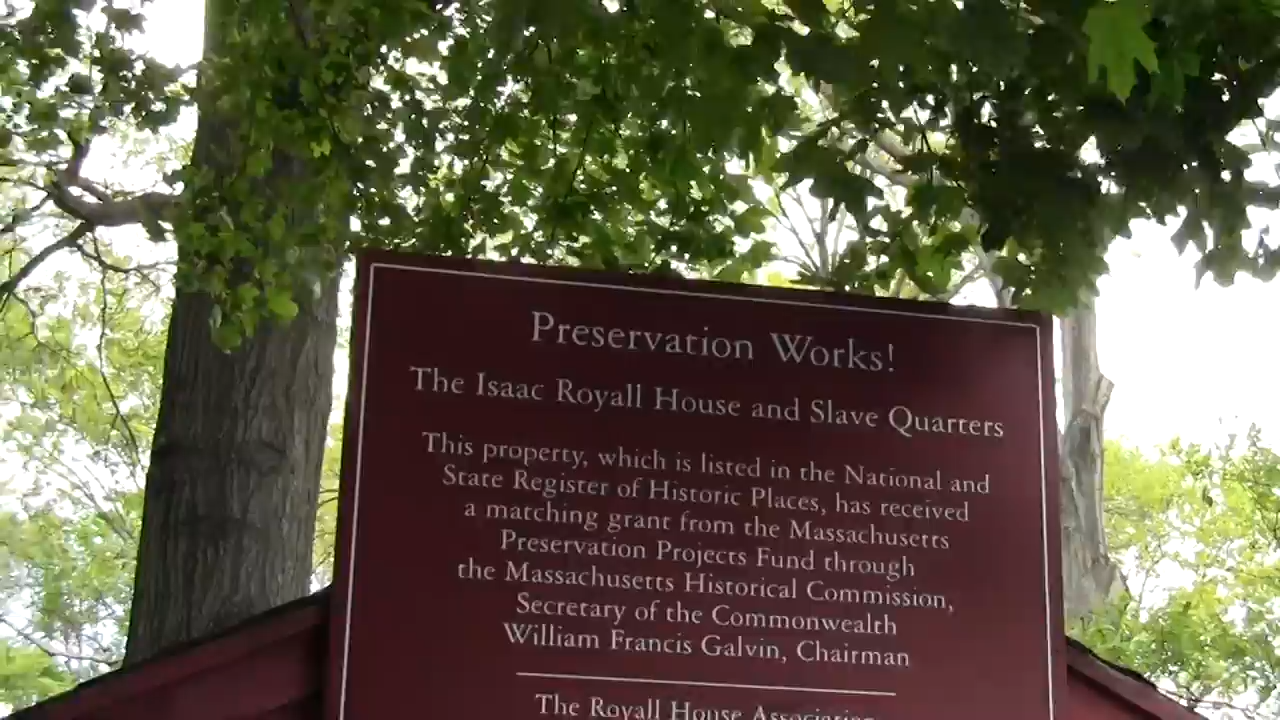 Preservation Works!
The Isaac Royall House and Slave Quarters
This property, which is listed in the National and
State Register of Historic Places, has received
a matching grant from the Massachusetts
Preservation Projects Fund through
the Massachusetts Historical Commission,
Secretary of the Commonwealth
William Francis Galvin, Chairman
The Royall House Association